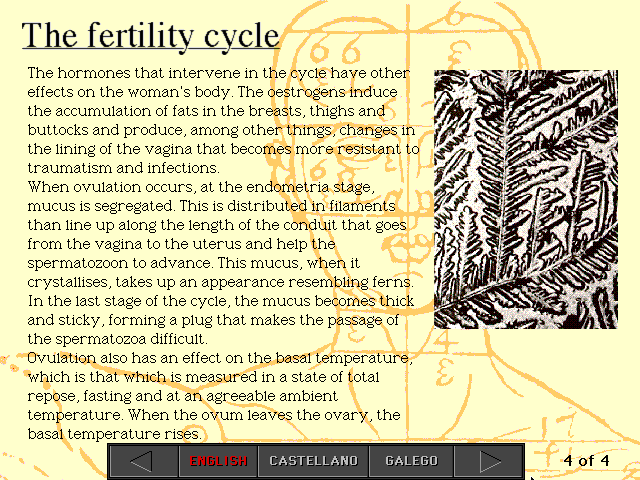 The fertility cycle
The hormones that intervene in the cycle have other
effects on the woman's body. The oestrogens induce
the accumulation of fats in the breasts, thighs and
buttocks and produce, among other things, changes in
the lining of the vagina that becomes more resistant to
traumatism and infections.
When ovulation occurs, at the endometria stage,
mucus is segregated. This is distributed in filaments
than line up along the length of the conduit that goes
from the vagina to the uterus and help the
spermatozoon to advance. This mucus, when it
crystallises, takes up an appearance resembling ferns.
In the last stage of the cycle, the mucus becomes thick
and sticky, forming a plug that makes the passage of
the spermatozoa difficult.
Ovulation also has an effect on the basal temperature,
which is that which is measured in a state of total
repose, fasting and at an agreeable ambient
temperature. When the ovum leaves the ovary, the
basal temperature rises.
ENGLISH CASTELLANO GALEGO 4 of 4